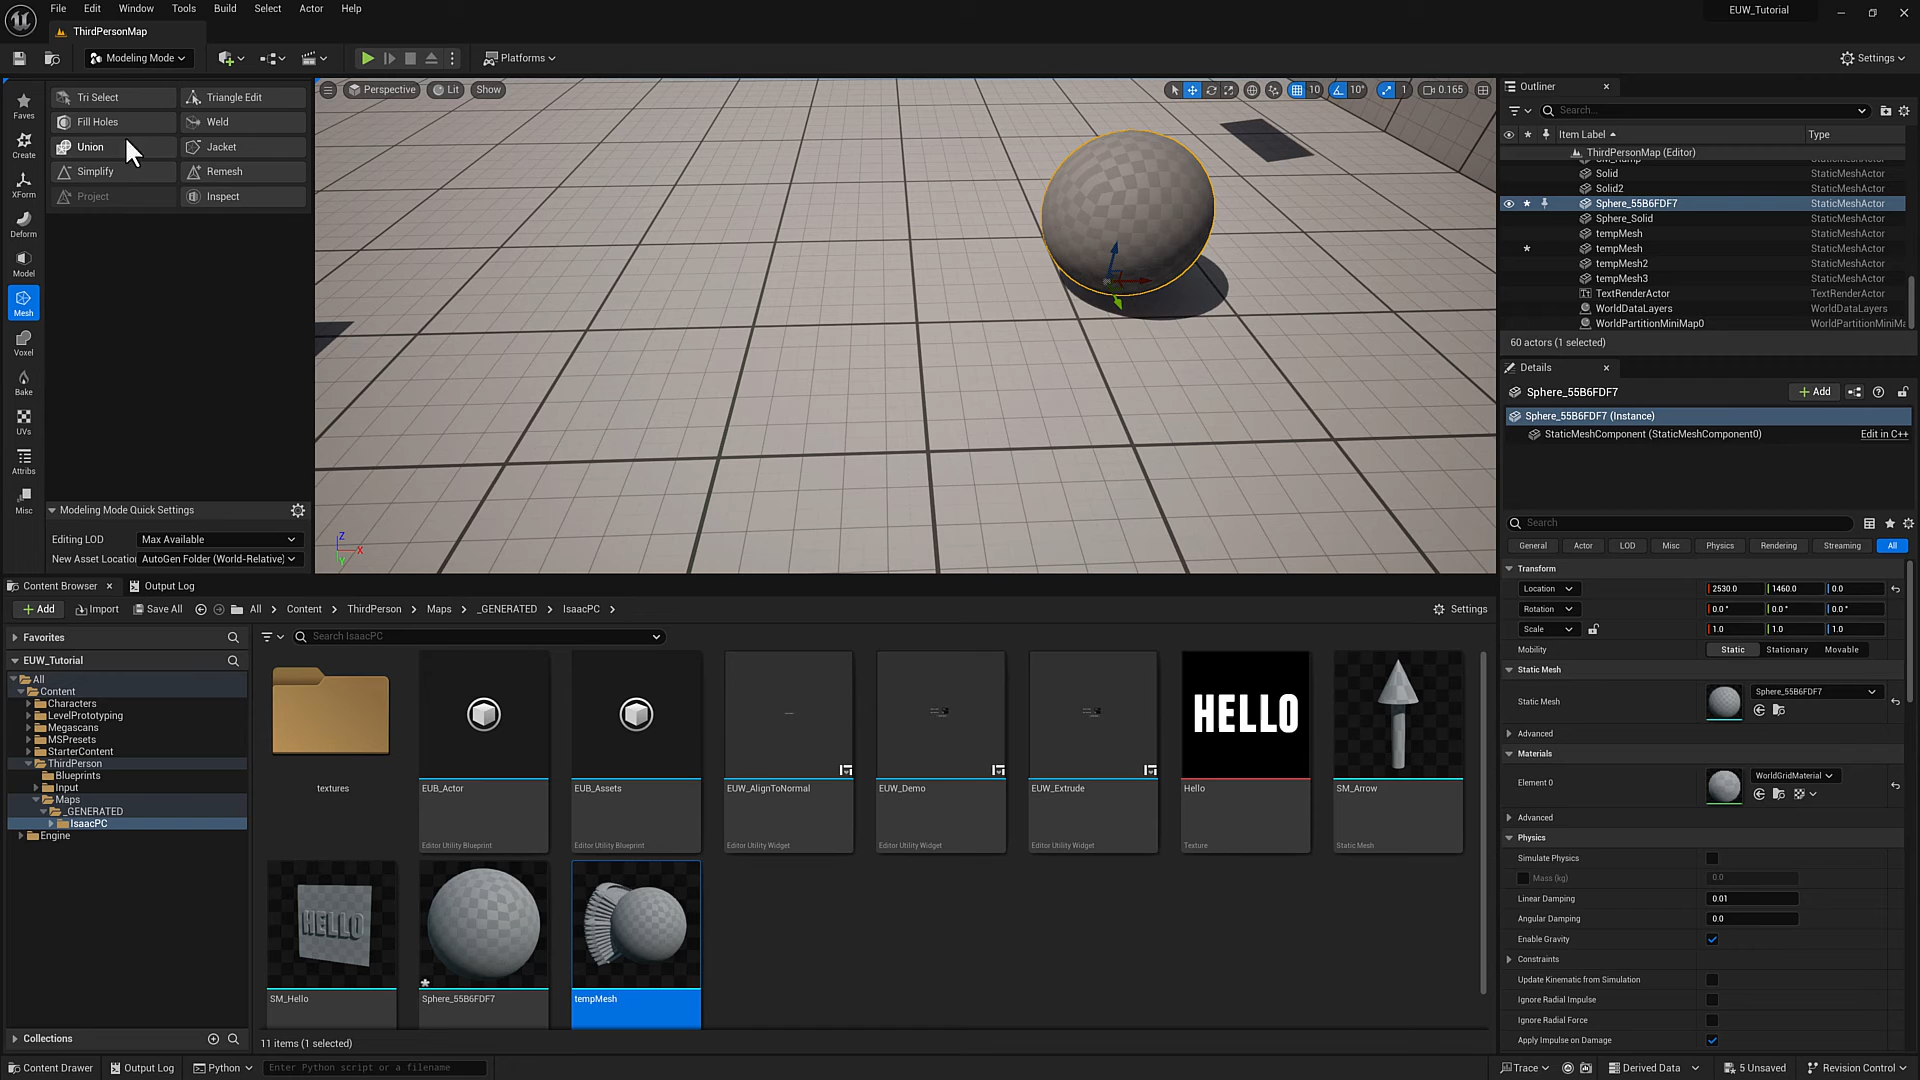 File Edit Window Tools Build Select Actor Help
EUW_Tutorial
ThirdPersonMap
Modeling Mode
Platforms
Settings
Tri Select Triangle Edit
Fill Holes Weld
Union Jacket
Simplify Remesh
Project Inspect
Faves
Create
XForm
Deform
Model
Mesh
Voxel
Bake
UVs
Attribs
Misc
Modeling Mode Quick Settings
Editing LOD Max Available
New Asset Location AutoGen Folder (World-Relative)
Perspective Lit Show
10 10° 1 0.165
HELLO
Z
X
Y
Outliner
Search...
Item Label Type
ThirdPersonMap (Editor)
SM_Ramp StaticMeshActor
Solid StaticMeshActor
Solid2 StaticMeshActor
Sphere_55B6FDF7 StaticMeshActor
Sphere_Solid StaticMeshActor
tempMesh StaticMeshActor
tempMesh StaticMeshActor
tempMesh2 StaticMeshActor
tempMesh3 StaticMeshActor
TextRenderActor TextRenderActor
WorldDataLayers WorldDataLayers
WorldPartitionMiniMap0 WorldPartitionMiniMa
60 actors (1 selected)
Details
Sphere_55B6FDF7
Add
Sphere_55B6FDF7 (Instance)
StaticMeshComponent (StaticMeshComponent0) Edit in C++
Search
General Actor LOD Misc Physics Rendering Streaming All
Transform
Location 2530.0 1460.0 0.0
Rotation 0.0° 0.0° 0.0°
Scale 1.0 1.0 1.0
Mobility Static Stationary Movable
Static Mesh
Static Mesh Sphere_55B6FDF7
Advanced
Materials
Element 0 WorldGridMaterial
Advanced
Physics
Simulate Physics
Mass (kg) 0.0
Linear Damping 0.01
Angular Damping 0.0
Enable Gravity
Constraints
Update Kinematic from Simulation
Ignore Radial Impulse
Ignore Radial Force
Apply Impulse on Damage
Content Browser Output Log
Add Import Save All All Content ThirdPerson Maps _GENERATED IsaacPC Settings
Favorites
EUW_Tutorial
All
Content
Characters
LevelPrototyping
Megascans
MSPresets
StarterContent
ThirdPerson
Blueprints
Input
Maps
_GENERATED
IsaacPC
Engine
Collections
Search IsaacPC
textures
EUB_Actor
Editor Utility Blueprint
EUB_Assets
Editor Utility Blueprint
EUW_AlignToNormal
Editor Utility Widget
EUW_Demo
Editor Utility Widget
EUW_Extrude
Editor Utility Widget
Hello
Texture
SM_Arrow
Static Mesh
HELLO
SM_Hello
Sphere_55B6FDF7
tempMesh
11 items (1 selected)
Content Drawer Output Log Python Enter Python script or a filename
Trace Derived Data 5 Unsaved Revision Control